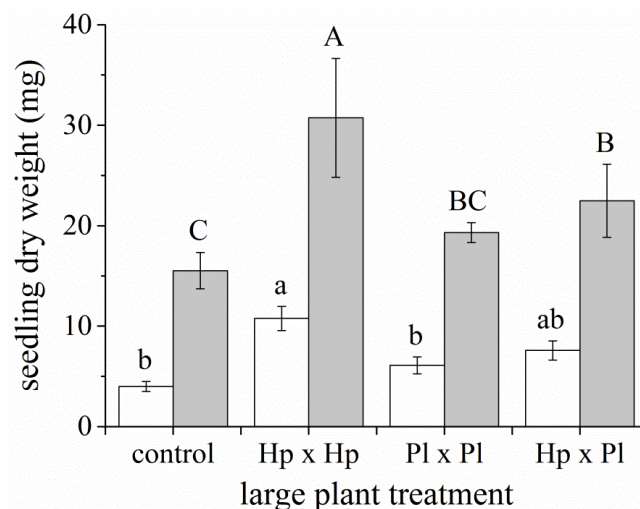 seedling dry weight (mg)
40
30
20
10
0
b
C
a
A
b
BC
ab
B
control
Hp x Hp
Pl x Pl
Hp x Pl
large plant treatment